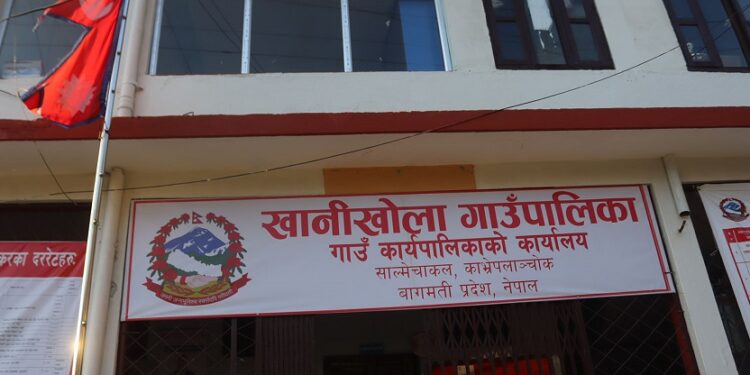 खानीखोला गाउँपालिका
गाउँ कार्यपालिकाको कार्यालय
साल्मेचाकल, काभ्रेपलाञ्चोक
बागमती प्रदेश, नेपाल
करका दररेटहरू